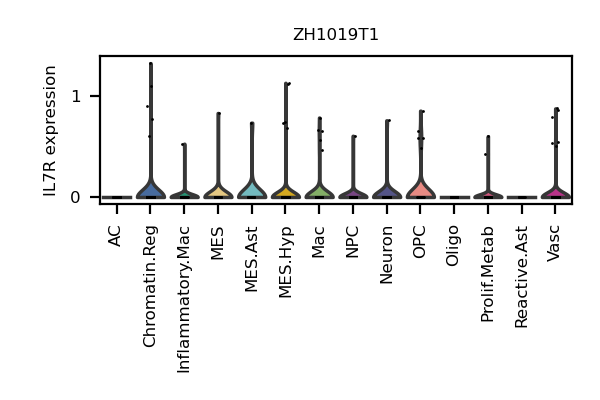 ZH1019T1
IL7R expression
1
0
AC
Chromatin.Reg
Inflammatory.Mac
MES
MES.Ast
MES.Hyp
Mac
NPC
Neuron
OPC
Oligo
Prolif.Metab
Reactive.Ast
Vasc